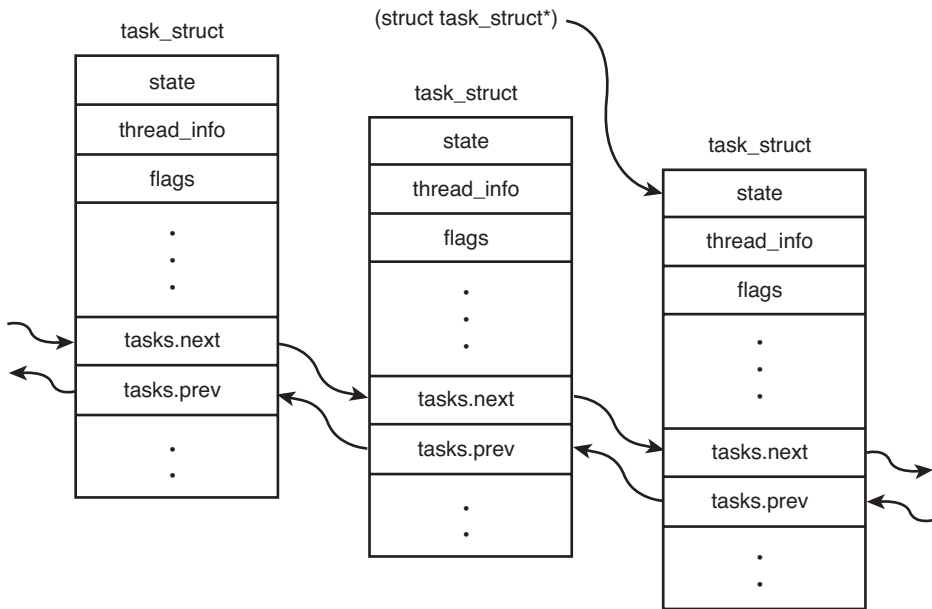 (struct task_struct*)
task_struct
state
thread_info
flags
tasks.next
tasks.prev
task_struct
state
thread_info
flags
tasks.next
tasks.prev
task_struct
state
thread_info
flags
tasks.next
tasks.prev